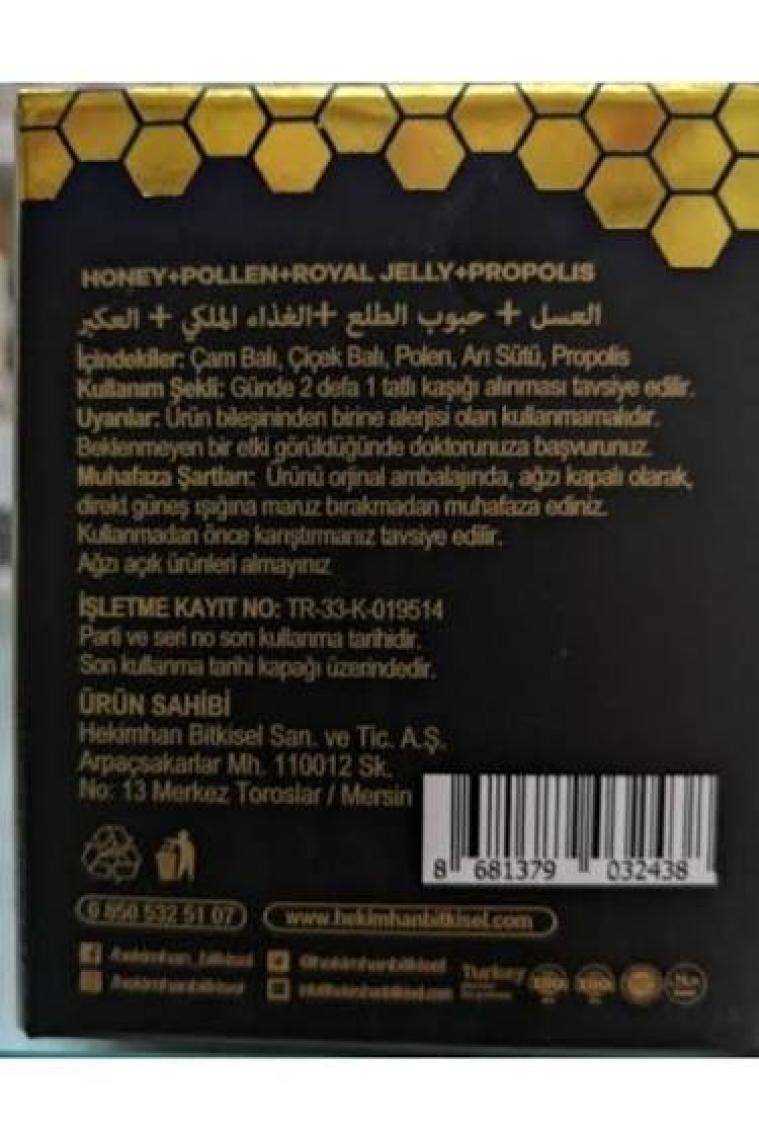 HONEY+POLLEN+ROYAL JELLY+PROPOLIS
العسل + حبوب الطلع +الغذاء الملكي + العكبر
İçindekiler: Çam Balı, Çiçek Balı, Polen, Arı Sütü, Propolis
Kullanım Şekli: Günde 2 defa 1 tatlı kaşığı alınması tavsiye edilir.
Uyarılar: Ürün bileşininden birine alerjisi olan kullanmamalıdır.
Beklenmeyen bir etki görüldüğünde doktorunuza başvurunuz.
Muhafaza Şartları: Ürünü orjinal ambalajında, ağzı kapalı olarak,
direkt güneş ışığına maruz bırakmadan muhafaza ediniz.
Kullanmadan önce karıştırmanız tavsiye edilir.
Ağzı açık ürünleri almayınız
İŞLETME KAYIT NO: TR-33-K-019514
Parti ve seri no son kullanma tarihidir.
Son kullanma tarihi kapağı üzerindedir.
ÜRÜN SAHİBİ
Hekimhan Bitkisel San. ve Tic. A.Ş.
Arpaçsakarlar Mh. 110012 Sk.
No: 13 Merkez Toroslar / Mersin
8 681379 032438
0 850 532 51 07
www.hekimhanbitkisel.com
/hekimhan_bitkisel
@hekimhanbitkisel
/hekimhanbitkisel
Turkey